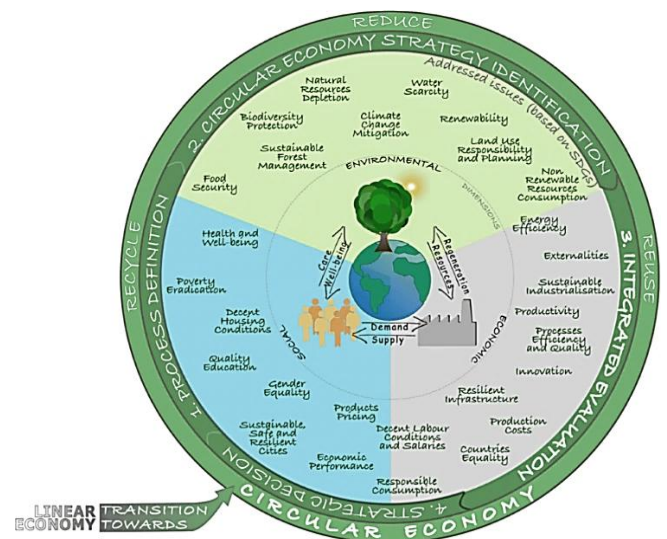 REDUCE
2. CIRCULAR ECONOMY STRATEGY IDENTIFICATION
Addressed issues (based on SDGs)
Natural
Resources
Depletion
Water
Scarcity
Biodiversity
Protection
Climate
Change
Mitigation
Renewability
Sustainable
Forest
Management
Land Use
Responsibility
and Planning
Food
Security
ENVIRONMENTAL
DIMENSIONS
Non
Renewable
Resources
Consumption
Energy
Efficiency
RECYCLE
1. PROCESS DEFINITION
REUSE
3. INTEGRATED EVALUATION
Health and
Well-being
Care
Well-being
Regeneration
Resources
Externalities
Poverty
Eradication
Sustainable
Industrialisation
Decent
Housing
Conditions
SOCIAL
Demand
Supply
ECONOMIC
Productivity
Processes
Efficiency
and Quality
Quality
Education
Innovation
Gender
Equality
Resilient
Infrastructure
Products
Pricing
Sustainable,
Safe and
Resilient
Cities
Decent Labour
Conditions
and Salaries
Production
Costs
Economic
Performance
Countries
Equality
Responsible
Consumption
4. STRATEGIC DECISION
CIRCULAR ECONOMY
LINEAR
ECONOMY
TRANSITION
TOWARDS